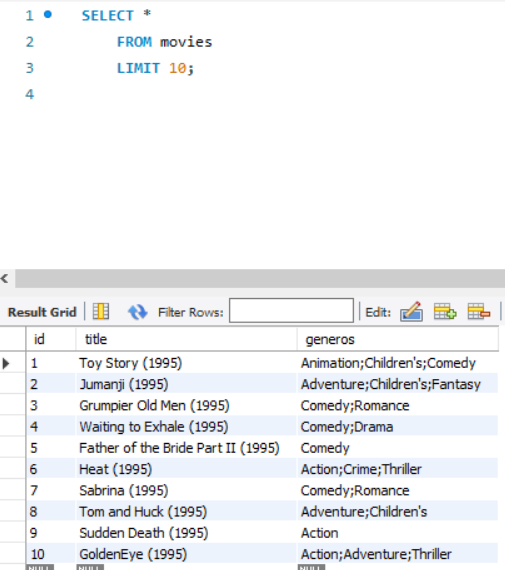 1 SELECT *
2 FROM movies
3 LIMIT 10;
4
Result Grid Filter Rows: Edit:
id title generos
1 Toy Story (1995) Animation;Children's;Comedy
2 Jumanji (1995) Adventure;Children's;Fantasy
3 Grumpier Old Men (1995) Comedy;Romance
4 Waiting to Exhale (1995) Comedy;Drama
5 Father of the Bride Part II (1995) Comedy
6 Heat (1995) Action;Crime;Thriller
7 Sabrina (1995) Comedy;Romance
8 Tom and Huck (1995) Adventure;Children's
9 Sudden Death (1995) Action
10 GoldenEye (1995) Action;Adventure;Thriller
NULL NULL NULL